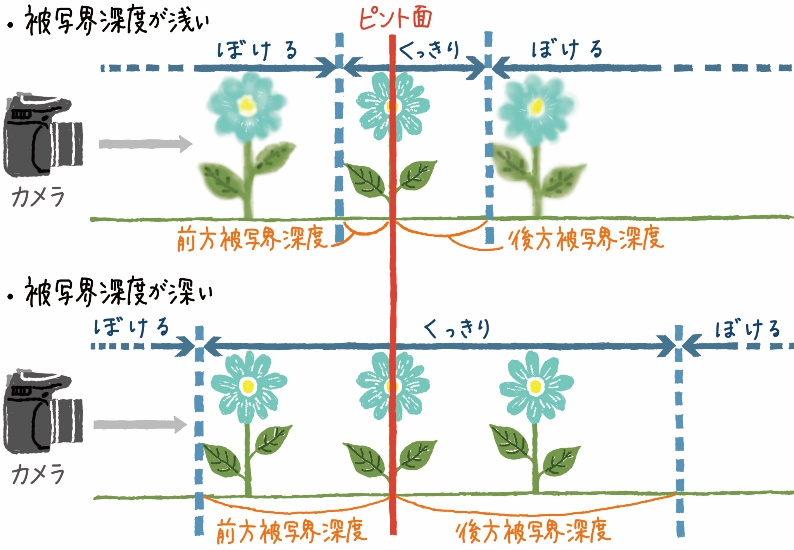 ・被写界深度が浅い
ピント面
ぼける
くっきり
ぼける
カメラ
前方被写界深度
後方被写界深度
・被写界深度が深い
ぼける
くっきり
ぼける
カメラ
前方被写界深度
後方被写界深度